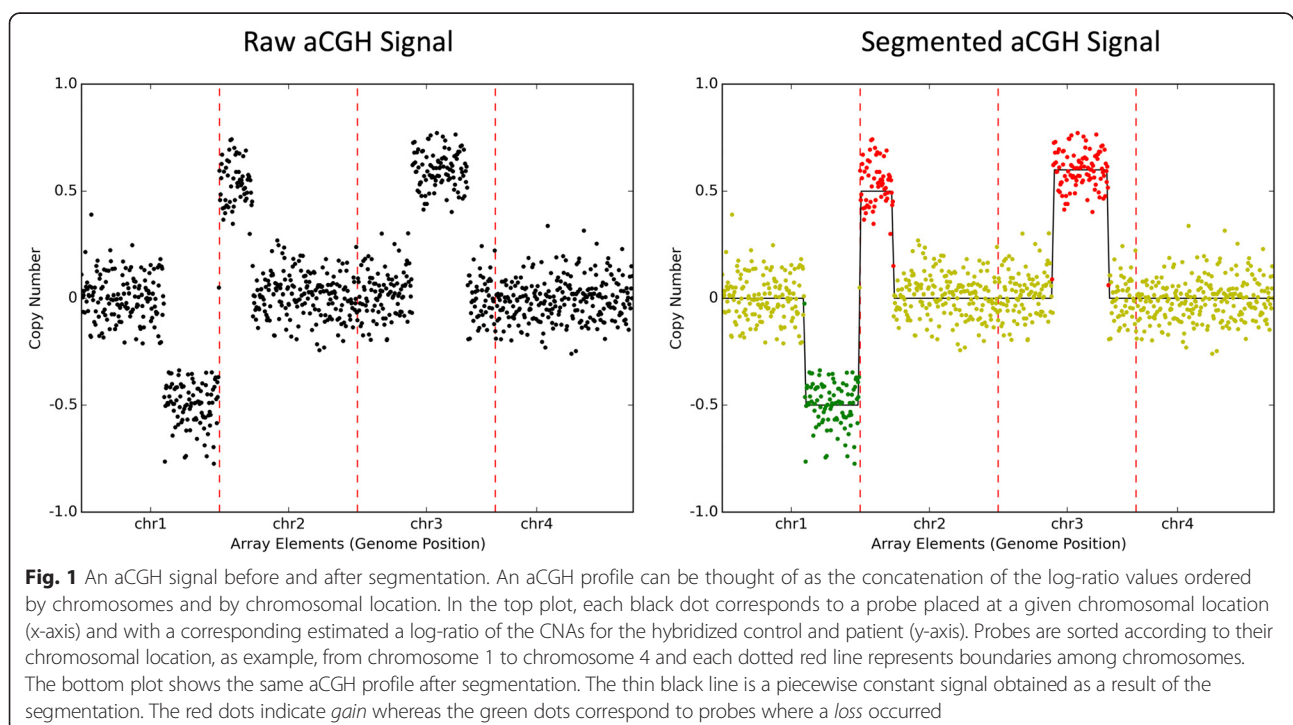 Raw aCGH Signal
1.0
0.5
0
-0.5
-1.0
Copy Number
chr1 chr2 chr3 chr4
Array Elements (Genome Position)
Segmented aCGH Signal
1.0
0.5
0
-0.5
-1.0
Copy Number
chr1 chr2 chr3 chr4
Array Elements (Genome Position)
Fig. 1 An aCGH signal before and after segmentation. An aCGH profile can be thought of as the concatenation of the log-ratio values ordered
by chromosomes and by chromosomal location. In the top plot, each black dot corresponds to a probe placed at a given chromosomal location
(x-axis) and with a corresponding estimated a log-ratio of the CNAs for the hybridized control and patient (y-axis). Probes are sorted according to their
chromosomal location, as example, from chromosome 1 to chromosome 4 and each dotted red line represents boundaries among chromosomes.
The bottom plot shows the same aCGH profile after segmentation. The thin black line is a piecewise constant signal obtained as a result of the
segmentation. The red dots indicate gain whereas the green dots correspond to probes where a loss occurred